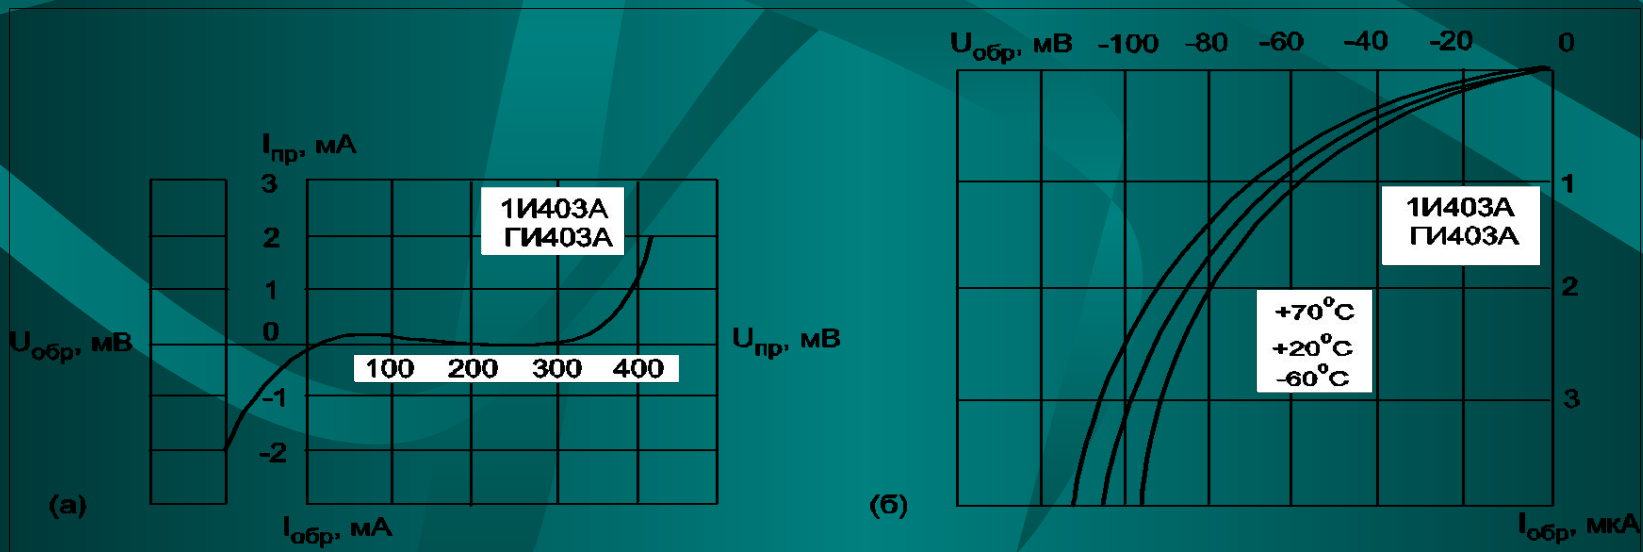 Iпр, мА
3
2
1
0
-1
-2
Uобр, мВ
Uпр, мВ
100 200 300 400
1И403А
ГИ403А
(а)
Iобр, мА
Uобр, мВ -100 -80 -60 -40 -20 0
1
2
3
1И403А
ГИ403А
+70°С
+20°С
-60°С
(б)
Iобр, мкА